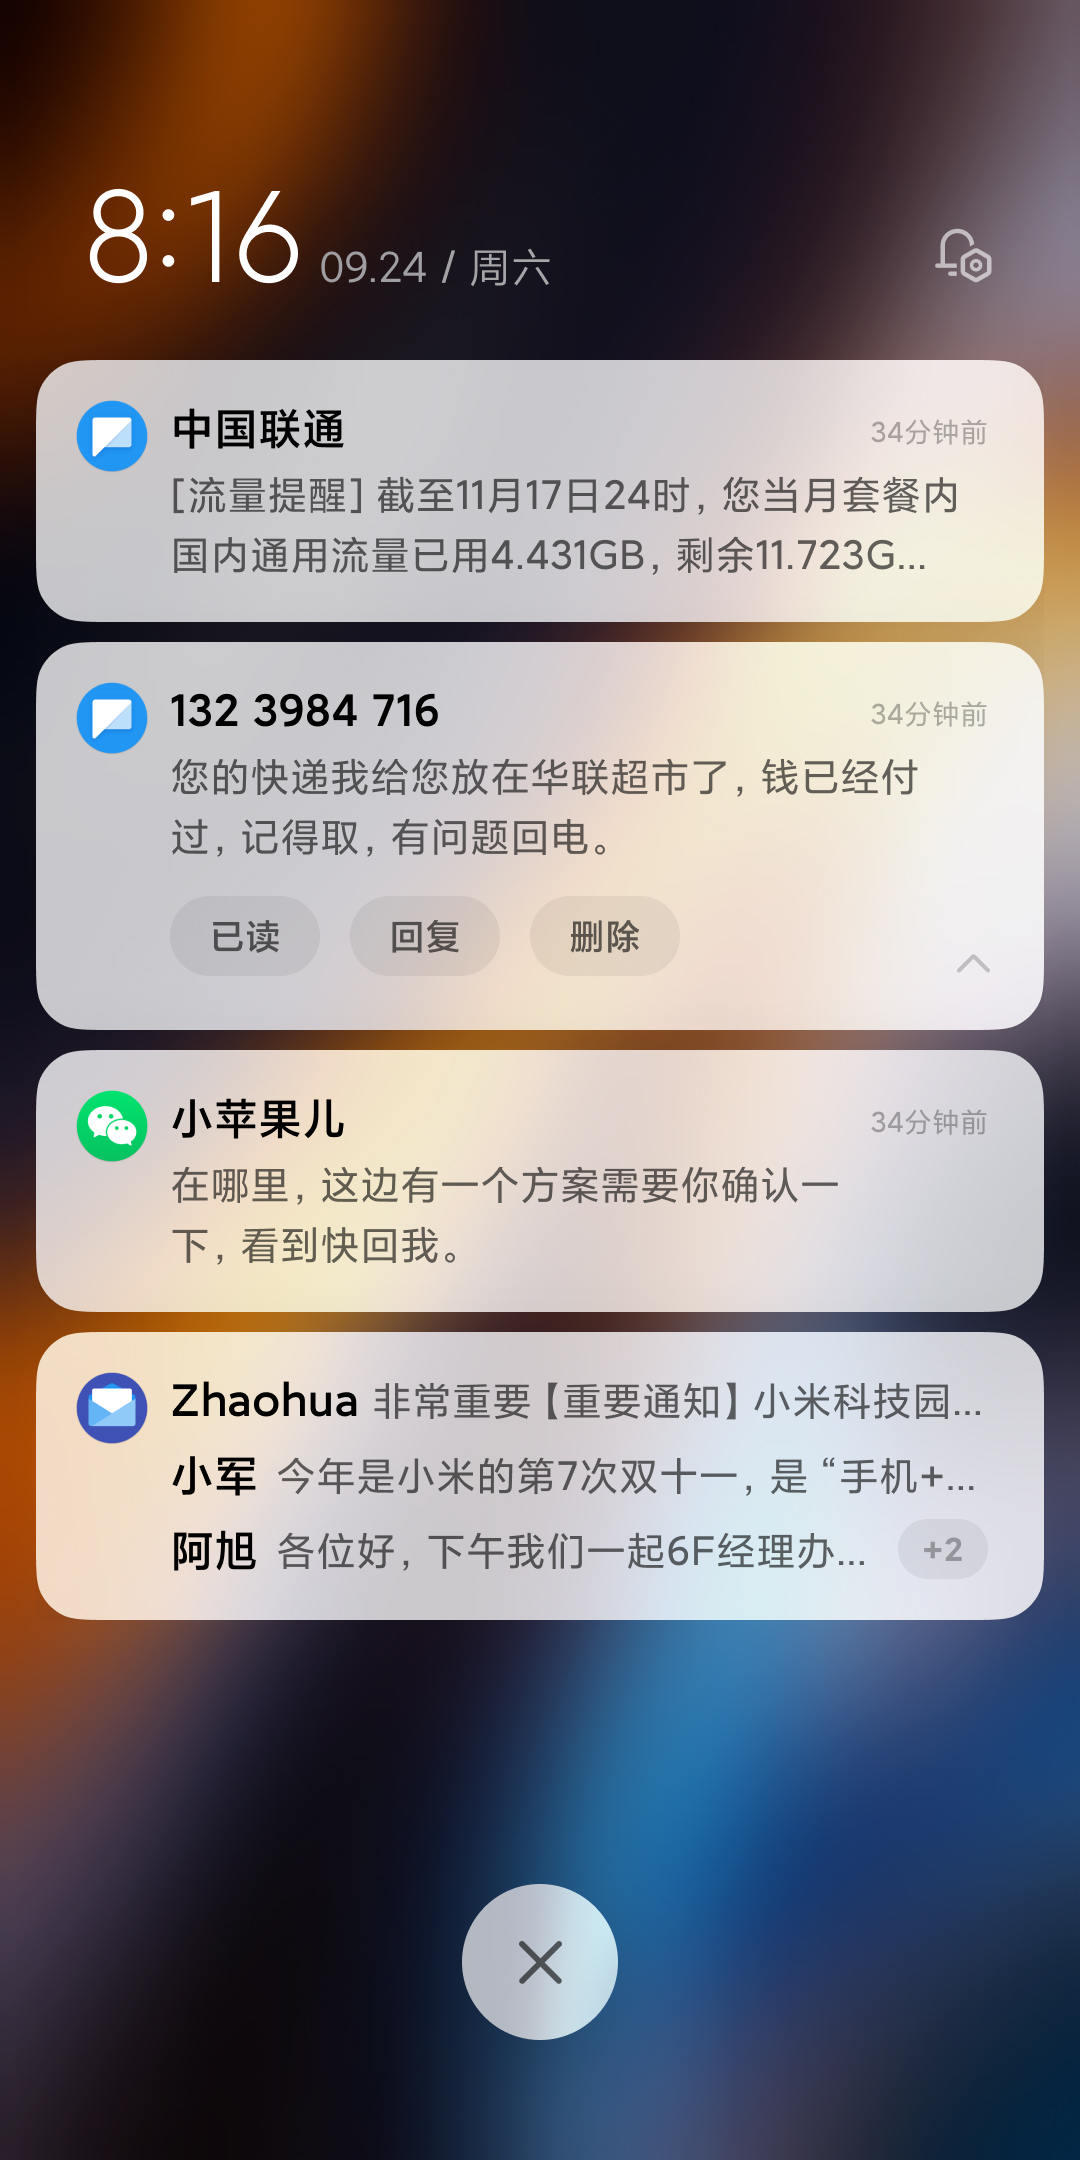 8:16 09.24 / 周六
中国联通 34分钟前
[流量提醒] 截至11月17日24时, 您当月套餐内
国内通用流量已用4.431GB, 剩余11.723G...
132 3984 716 34分钟前
您的快递我给您放在华联超市了, 钱已经付
过, 记得取, 有问题回电。
已读 回复 删除
小苹果儿 34分钟前
在哪里, 这边有一个方案需要你确认一
下, 看到快回我。
Zhaohua 非常重要【重要通知】小米科技园...
小军 今年是小米的第7次双十一, 是 “手机+...
阿旭 各位好, 下午我们一起6F经理办... +2